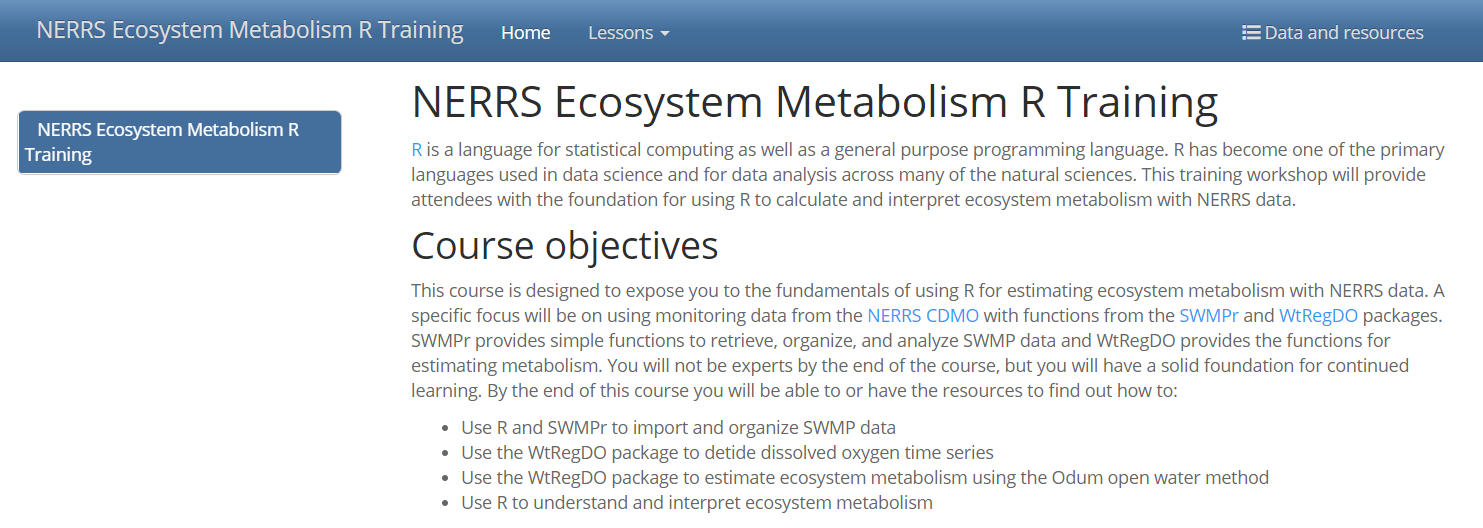 NERRS Ecosystem Metabolism R Training Home Lessons Data and resources
NERRS Ecosystem Metabolism R
Training
NERRS Ecosystem Metabolism R Training
R is a language for statistical computing as well as a general purpose programming language. R has become one of the primary
languages used in data science and for data analysis across many of the natural sciences. This training workshop will provide
attendees with the foundation for using R to calculate and interpret ecosystem metabolism with NERRS data.
Course objectives
This course is designed to expose you to the fundamentals of using R for estimating ecosystem metabolism with NERRS data. A
specific focus will be on using monitoring data from the NERRS CDMO with functions from the SWMPr and WtRegDO packages.
SWMPr provides simple functions to retrieve, organize, and analyze SWMP data and WtRegDO provides the functions for
estimating metabolism. You will not be experts by the end of the course, but you will have a solid foundation for continued
learning. By the end of this course you will be able to or have the resources to find out how to:
• Use R and SWMPr to import and organize SWMP data
• Use the WtRegDO package to detide dissolved oxygen time series
• Use the WtRegDO package to estimate ecosystem metabolism using the Odum open water method
• Use R to understand and interpret ecosystem metabolism